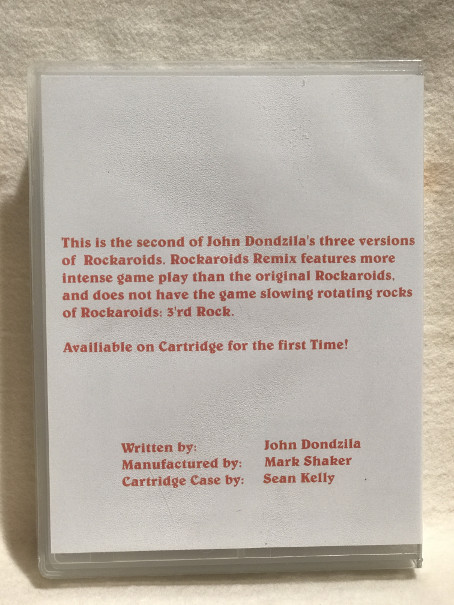 This is the second of John Dondzila's three versions
of Rockaroids. Rockaroids Remix features more
intense game play than the original Rockaroids,
and does not have the game slowing rotating rocks
of Rockaroids: 3'rd Rock.
Availiable on Cartridge for the first Time!
Written by: John Dondzila
Manufactured by: Mark Shaker
Cartridge Case by: Sean Kelly